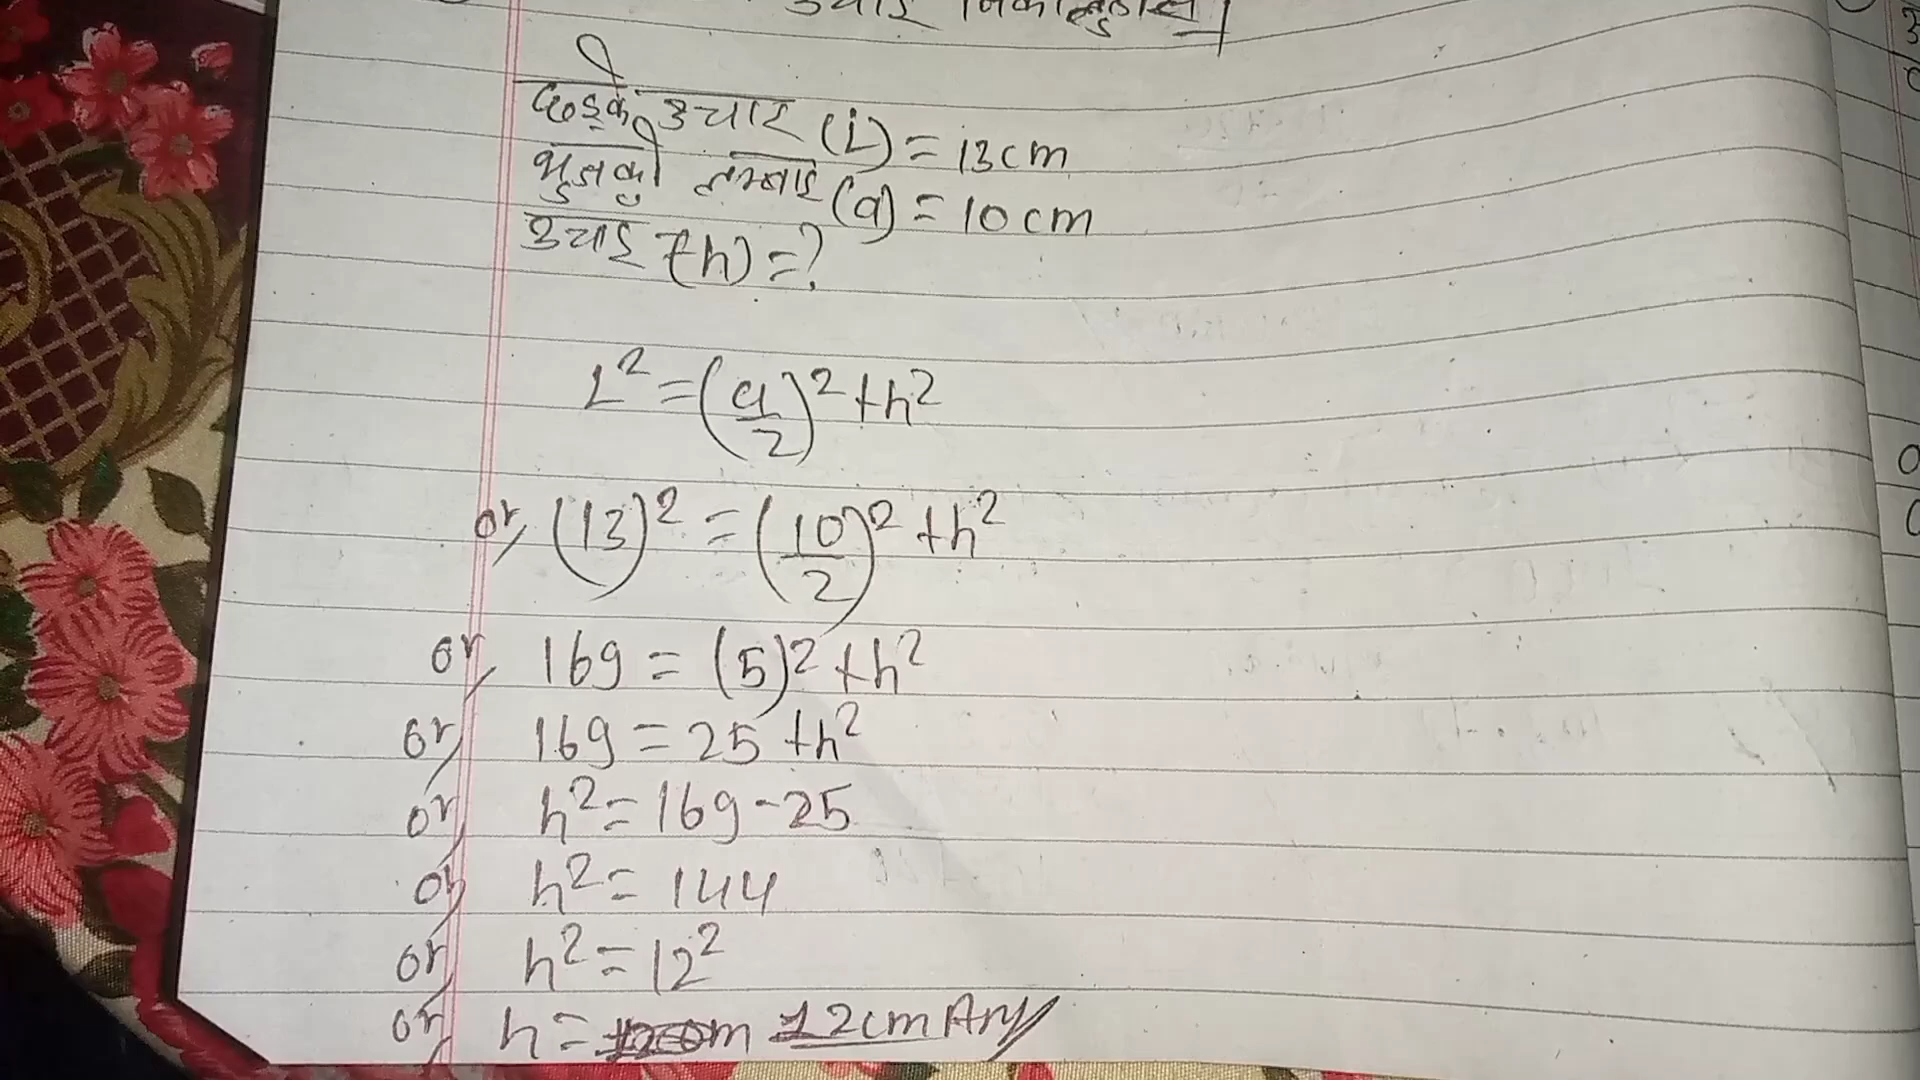 उचाई निकाल्नुहोस।
छड्के उचाई (L) = 13cm
भुजाको लम्बाई (a) = 10cm
उचाई (h) = ?
L² = (a/2)² + h²
or, (13)² = (10/2)² + h²
or, 169 = (5)² + h²
or, 169 = 25 + h²
or, h² = 169 - 25
or, h² = 144
or, h² = 12²
or, h = 12cm Ans